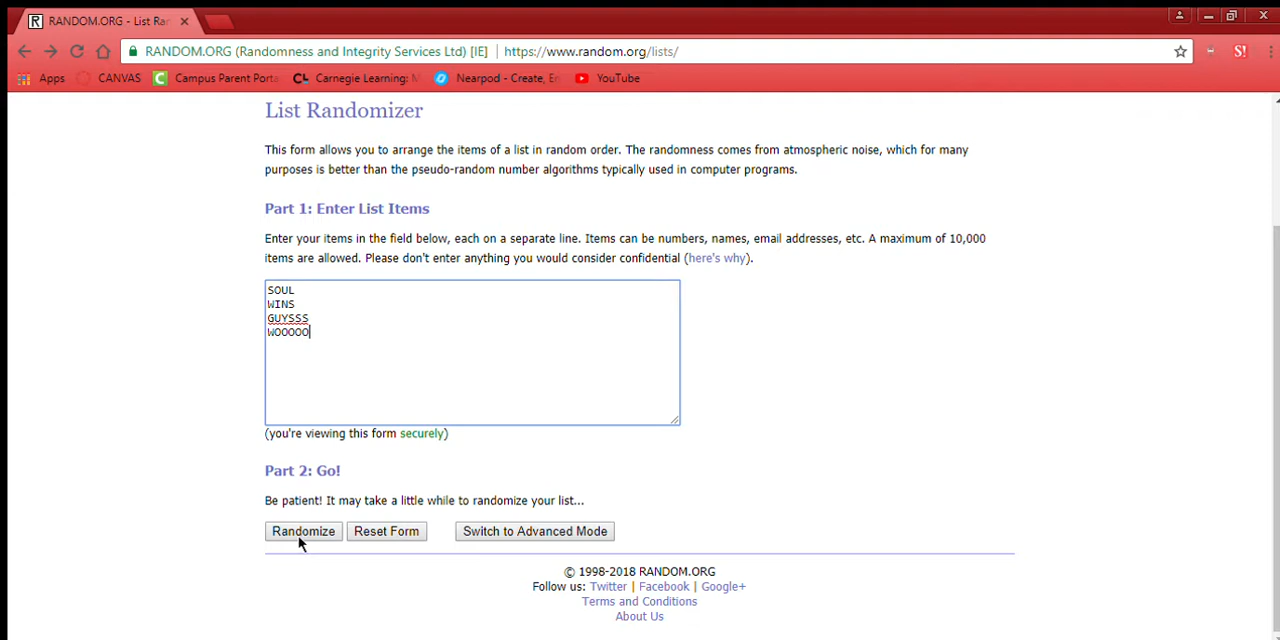 RANDOM.ORG - List Ran
RANDOM.ORG (Randomness and Integrity Services Ltd) [IE] | https://www.random.org/lists/
Apps CANVAS Campus Parent Porta Carnegie Learning: M Nearpod - Create, En YouTube
List Randomizer
This form allows you to arrange the items of a list in random order. The randomness comes from atmospheric noise, which for many
purposes is better than the pseudo-random number algorithms typically used in computer programs.
Part 1: Enter List Items
Enter your items in the field below, each on a separate line. Items can be numbers, names, email addresses, etc. A maximum of 10,000
items are allowed. Please don't enter anything you would consider confidential (here's why).
SOUL
WINS
GUYSSS
WOOOOO
(you're viewing this form securely)
Part 2: Go!
Be patient! It may take a little while to randomize your list...
Randomize Reset Form Switch to Advanced Mode
© 1998-2018 RANDOM.ORG
Follow us: Twitter | Facebook | Google+
Terms and Conditions
About Us